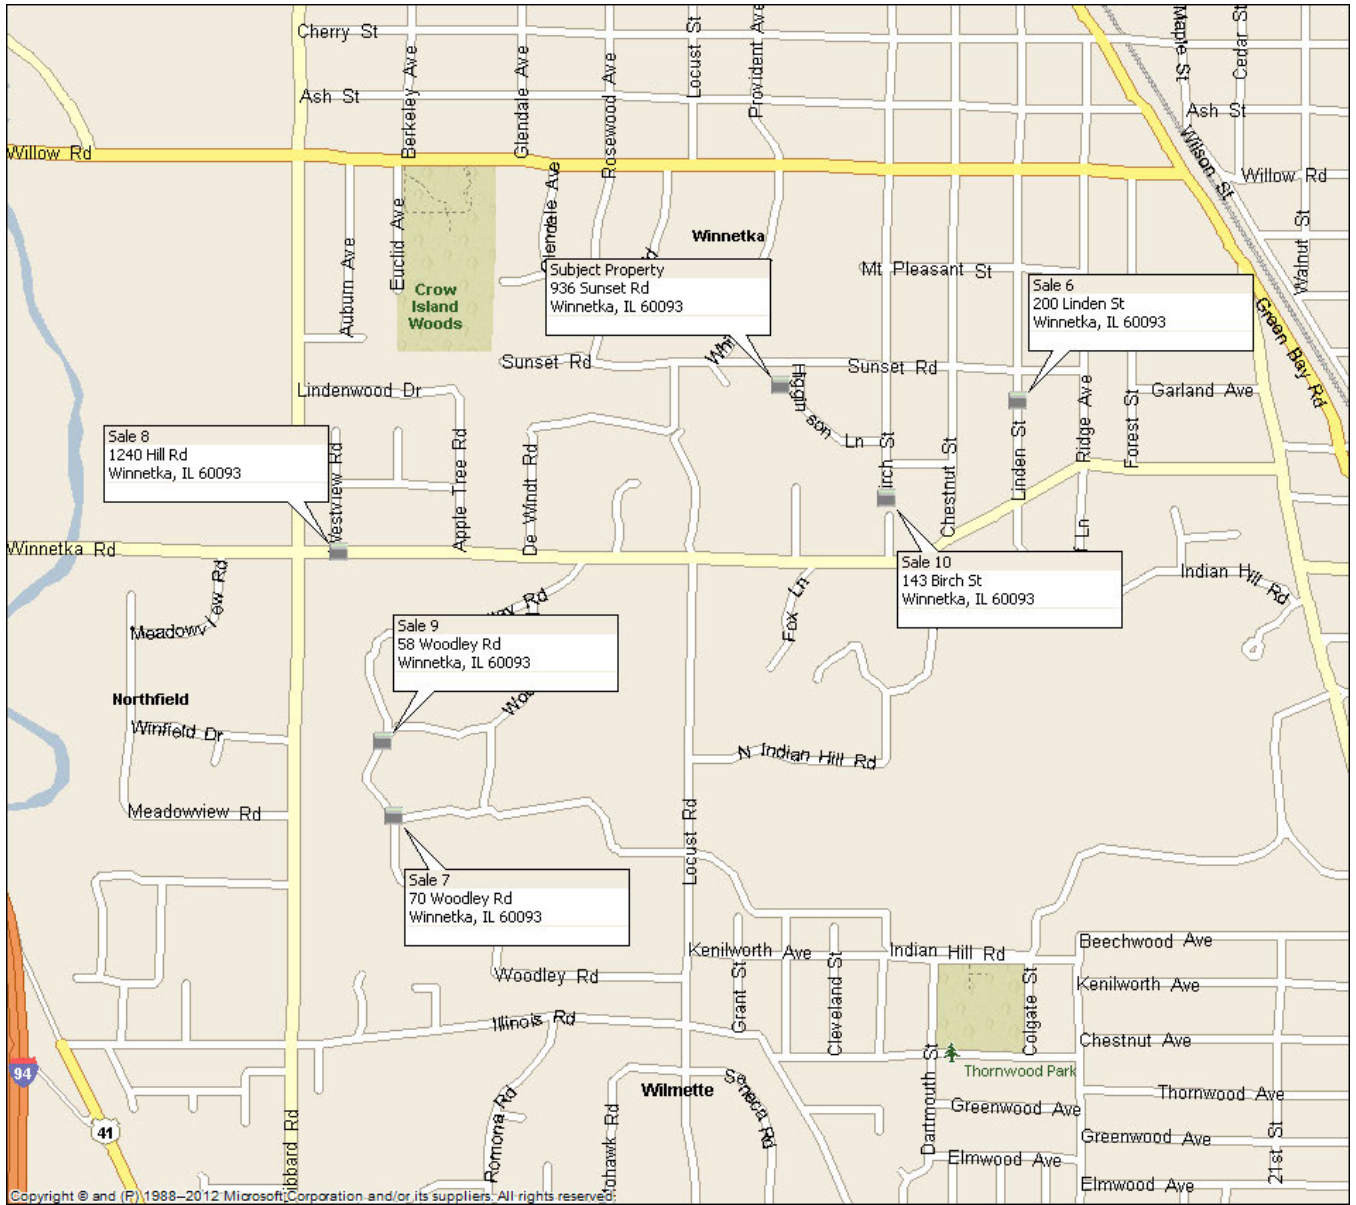 Cherry St
Berkeley Ave
Glendale Ave
Rosewood Ave
Locust St
Provident Ave
Maple St
Cedar St
Ash St
Ash St
Wilson St
Willow Rd
Willow Rd
Auburn Ave
Euclid Ave
Glendale Ave
Winnetka
Mt Pleasant St
Walnut St
Crow
Island
Woods
Subject Property
936 Sunset Rd
Winnetka, IL 60093
Sale 6
200 Linden St
Winnetka, IL 60093
Green Bay Rd
Sunset Rd
Sunset Rd
Higginson Ln
Lindenwood Dr
Garland Ave
Ridge Ave
Forest St
Linden St
Chestnut St
Sale 8
1240 Hill Rd
Winnetka, IL 60093
Apple Tree Rd
De Windt Rd
Winnetka Rd
Sale 10
143 Birch St
Winnetka, IL 60093
Indian Hill Rd
Fox Ln
Meadowview Rd
Sale 9
58 Woodley Rd
Winnetka, IL 60093
Northfield
Winfield Dr
N Indian Hill Rd
Meadowview Rd
Locust Rd
Sale 7
70 Woodley Rd
Winnetka, IL 60093
Kenilworth Ave
Indian Hill Rd
Beechwood Ave
Woodley Rd
Grant St
Cleveland St
Colgate St
Kenilworth Ave
Illinois Rd
Chestnut Ave
Dartmouth St
Thornwood Park
94
41
Wilmette
Seneca Rd
Romona Rd
Thornwood Ave
Greenwood Ave
Greenwood Ave
21st St
Elmwood Ave
Elmwood Ave
Copyright © and (P) 1988–2012 Microsoft Corporation and/or its suppliers. All rights reserved.